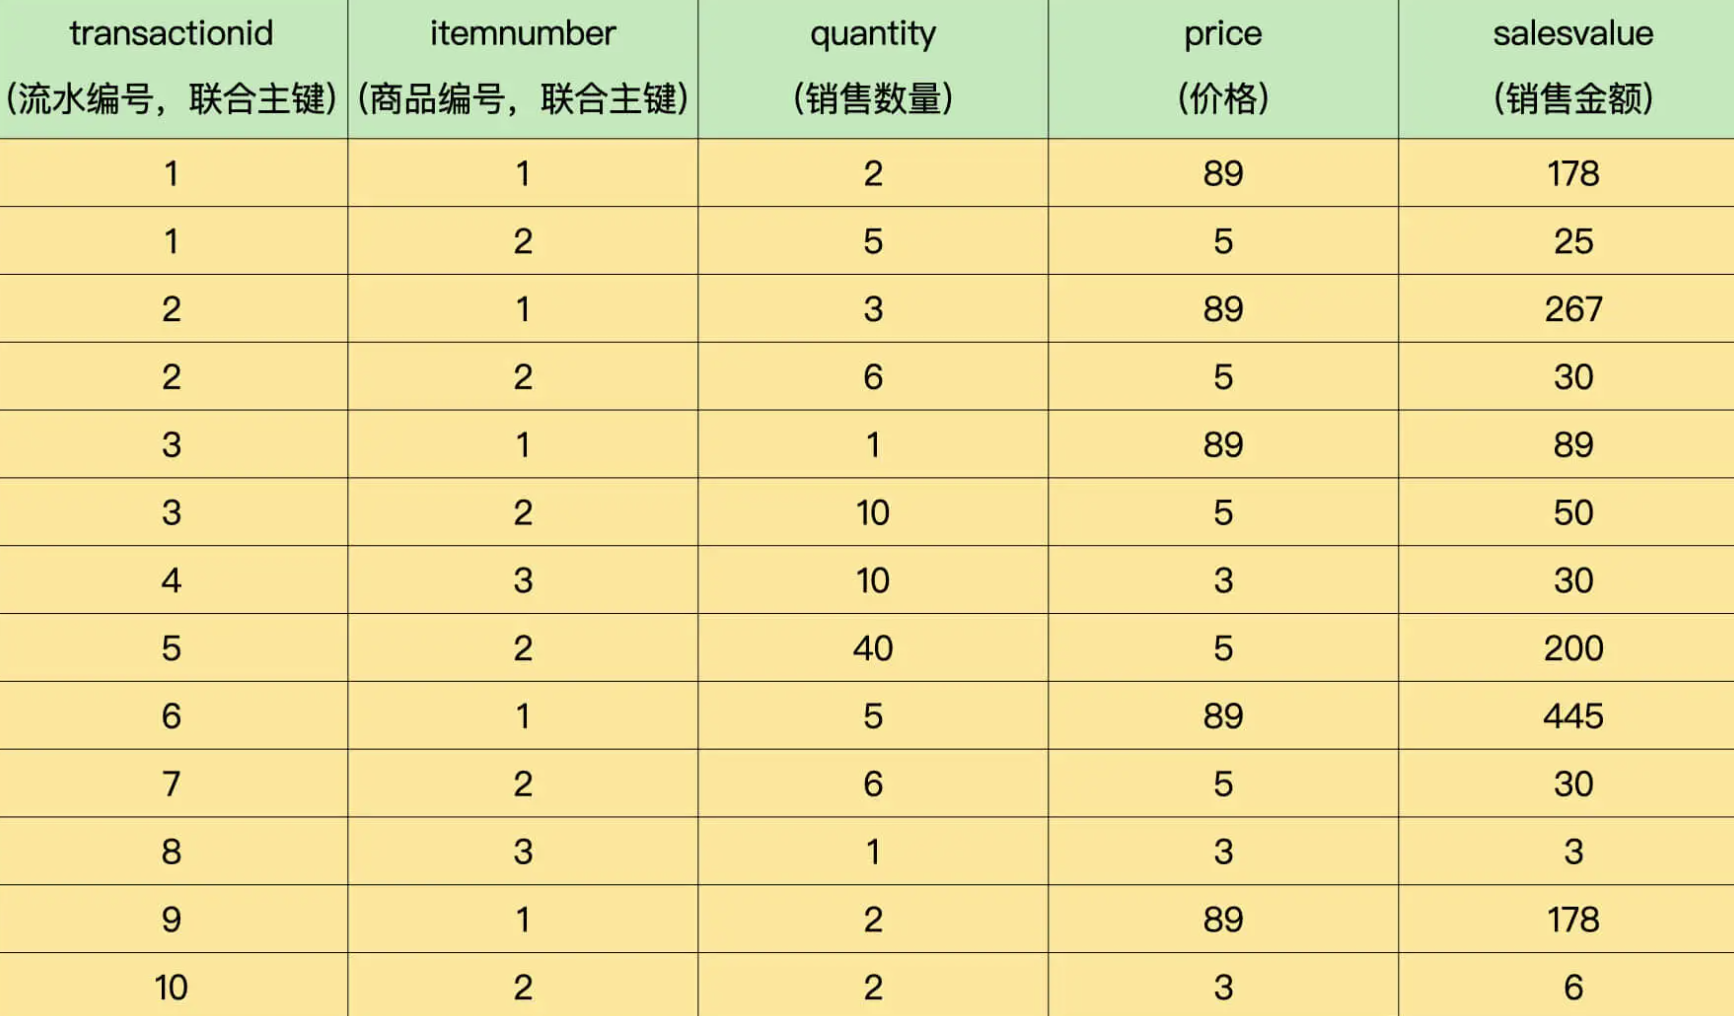 transactionid itemnumber quantity price salesvalue
(流水编号，联合主键) (商品编号，联合主键) (销售数量) (价格) (销售金额)
1 1 2 89 178
1 2 5 5 25
2 1 3 89 267
2 2 6 5 30
3 1 1 89 89
3 2 10 5 50
4 3 10 3 30
5 2 40 5 200
6 1 5 89 445
7 2 6 5 30
8 3 1 3 3
9 1 2 89 178
10 2 2 3 6